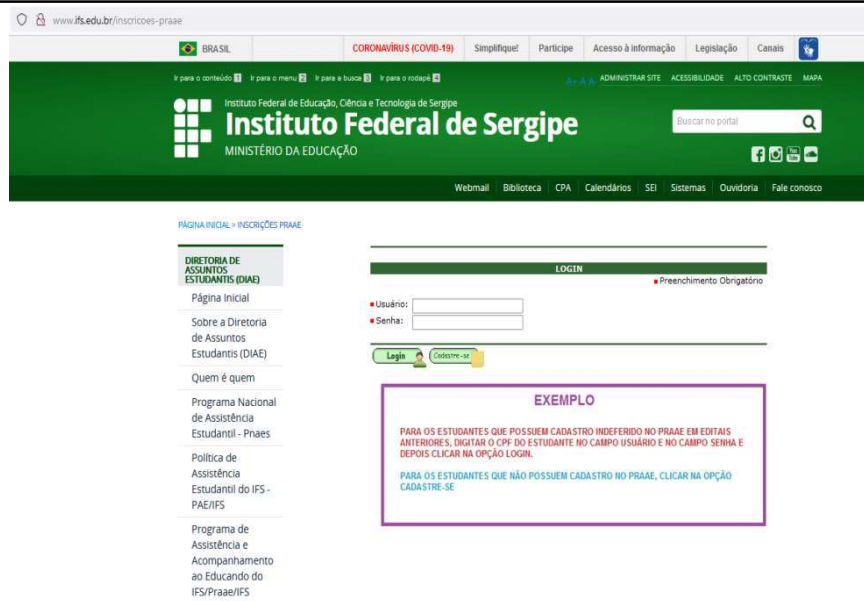 www.ifs.edu.br/inscricoes-praae
BRASIL CORONAVÍRUS (COVID-19) Simplifique! Participe Acesso à informação Legislação Canais
Ir para o conteúdo 1 Ir para o menu 2 Ir para a busca 3 Ir para o rodapé 4 A+ A A- ADMINISTRAR SITE ACESSIBILIDADE ALTO CONTRASTE MAPA
Instituto Federal de Educação, Ciência e Tecnologia de Sergipe
Instituto Federal de Sergipe
MINISTÉRIO DA EDUCAÇÃO
Buscar no portal
Webmail Biblioteca CPA Calendários SEI Sistemas Ouvidoria Fale conosco
PÁGINA INICIAL > INSCRIÇÕES PRAAE
DIRETORIA DE
ASSUNTOS
ESTUDANTIS (DIAE)
Página Inicial
Sobre a Diretoria
de Assuntos
Estudantis (DIAE)
Quem é quem
Programa Nacional
de Assistência
Estudantil - Pnaes
Política de
Assistência
Estudantil do IFS -
PAE/IFS
Programa de
Assistência e
Acompanhamento
ao Educando do
IFS/Praae/IFS
LOGIN
Preenchimento Obrigatório
Usuário:
Senha:
Login Cadastre-se
EXEMPLO
PARA OS ESTUDANTES QUE POSSUEM CADASTRO INDEFERIDO NO PRAAE EM EDITAIS
ANTERIORES, DIGITAR O CPF DO ESTUDANTE NO CAMPO USUÁRIO E NO CAMPO SENHA E
DEPOIS CLICAR NA OPÇÃO LOGIN.
PARA OS ESTUDANTES QUE NÃO POSSUEM CADASTRO NO PRAAE, CLICAR NA OPÇÃO
CADASTRE-SE